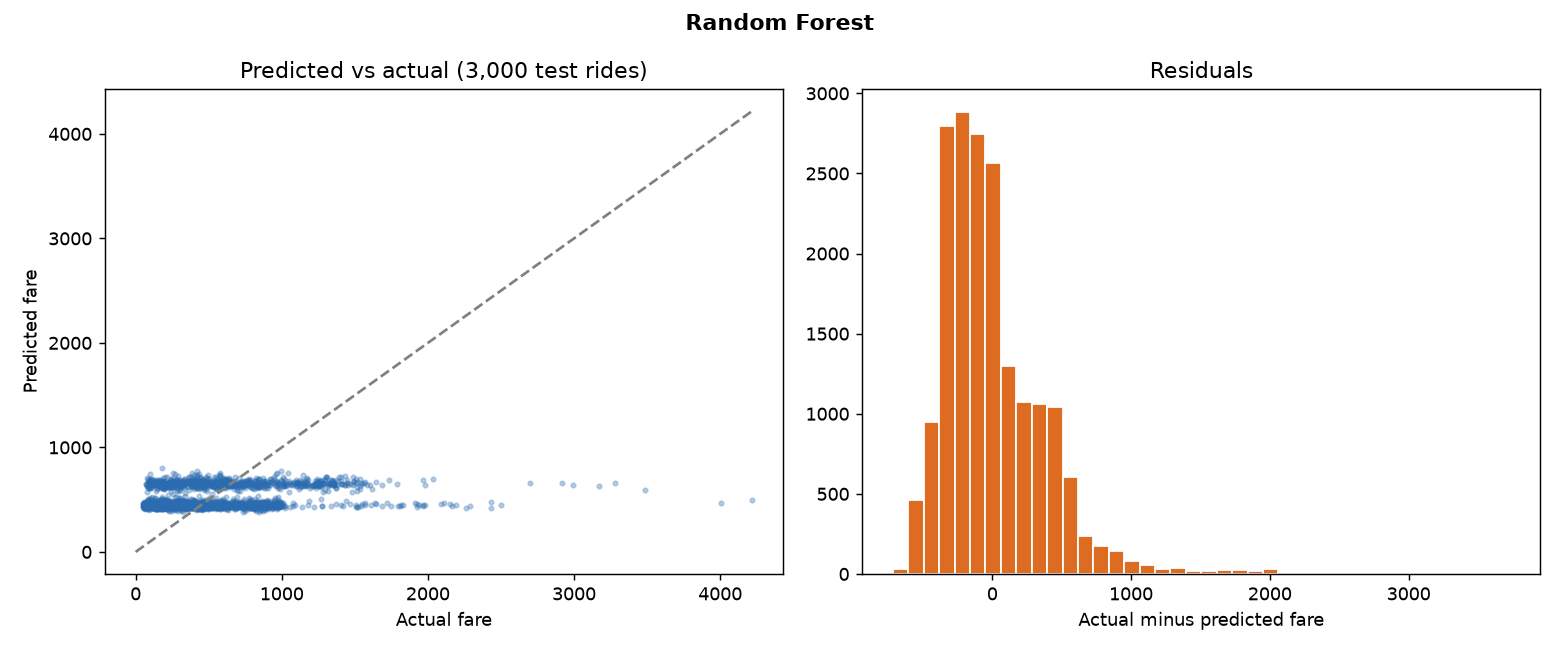 Random Forest
Predicted vs actual (3,000 test rides)
Predicted fare
4000
3000
2000
1000
0
0 1000 2000 3000 4000
Actual fare
Residuals
3000
2500
2000
1500
1000
500
0
0 1000 2000 3000
Actual minus predicted fare